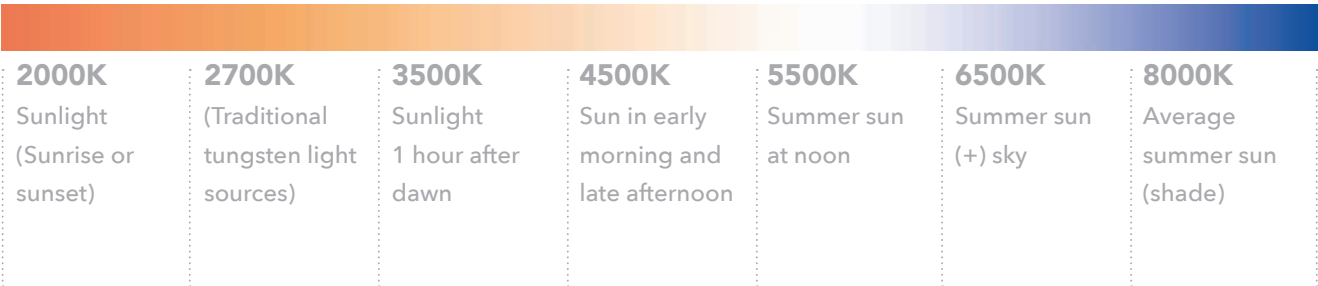 2000K
Sunlight
(Sunrise or
sunset)
2700K
(Traditional
tungsten light
sources)
3500K
Sunlight
1 hour after
dawn
4500K
Sun in early
morning and
late afternoon
5500K
Summer sun
at noon
6500K
Summer sun
(+) sky
8000K
Average
summer sun
(shade)